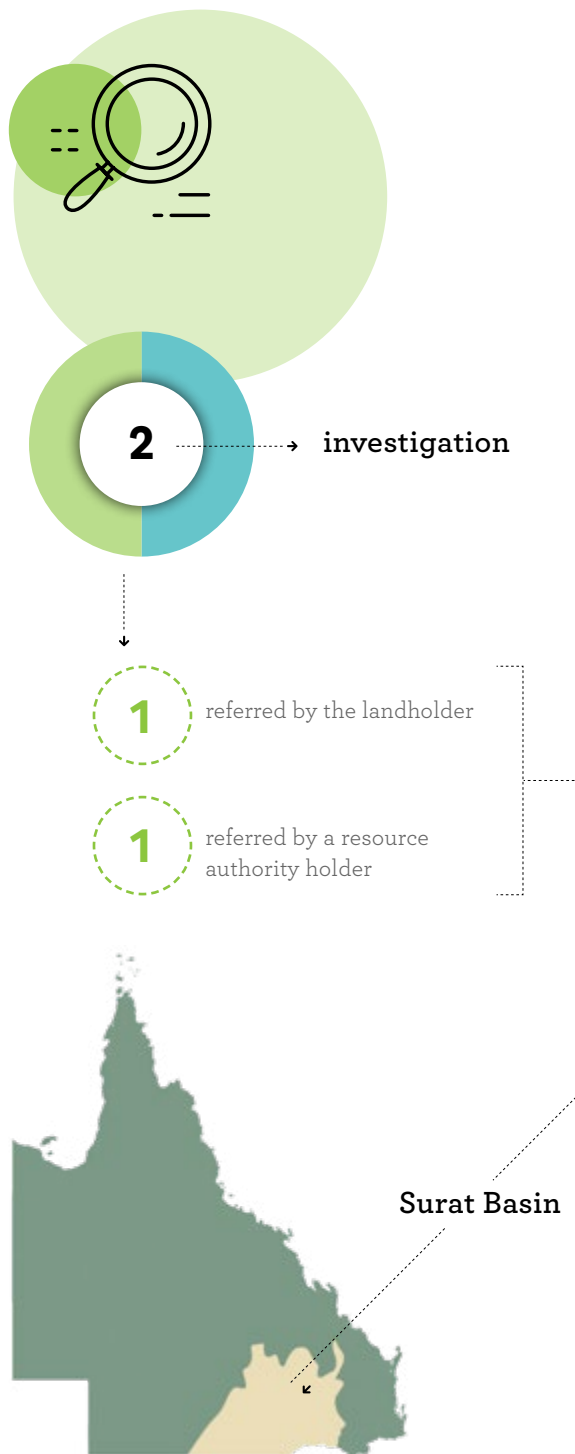 2
investigation
1
referred by the landholder
1
referred by a resource
authority holder
Surat Basin